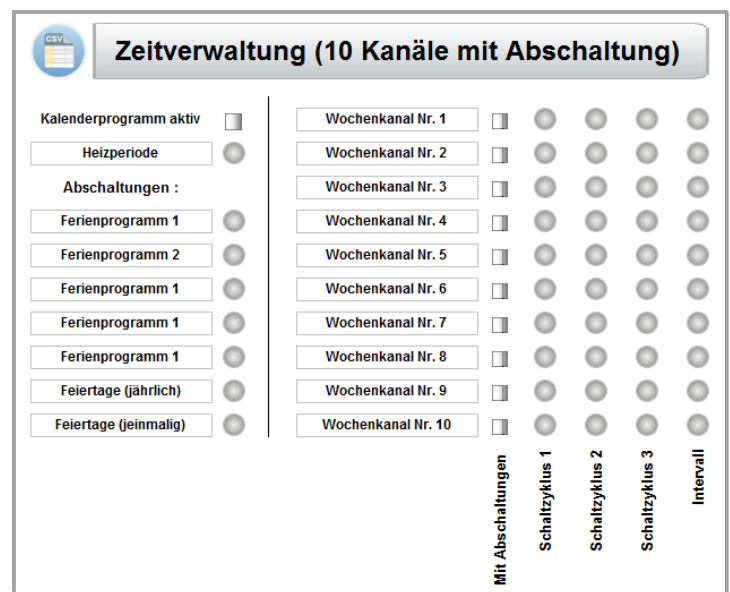 CSV
Zeitverwaltung (10 Kanäle mit Abschaltung)
Kalenderprogramm aktiv
Heizperiode
Abschaltungen :
Ferienprogramm 1
Ferienprogramm 2
Ferienprogramm 1
Ferienprogramm 1
Ferienprogramm 1
Feiertage (jährlich)
Feiertage (jeinmalig)
Wochenkanal Nr. 1
Wochenkanal Nr. 2
Wochenkanal Nr. 3
Wochenkanal Nr. 4
Wochenkanal Nr. 5
Wochenkanal Nr. 6
Wochenkanal Nr. 7
Wochenkanal Nr. 8
Wochenkanal Nr. 9
Wochenkanal Nr. 10
Mit Abschaltungen
Schaltzyklus 1
Schaltzyklus 2
Schaltzyklus 3
Intervall